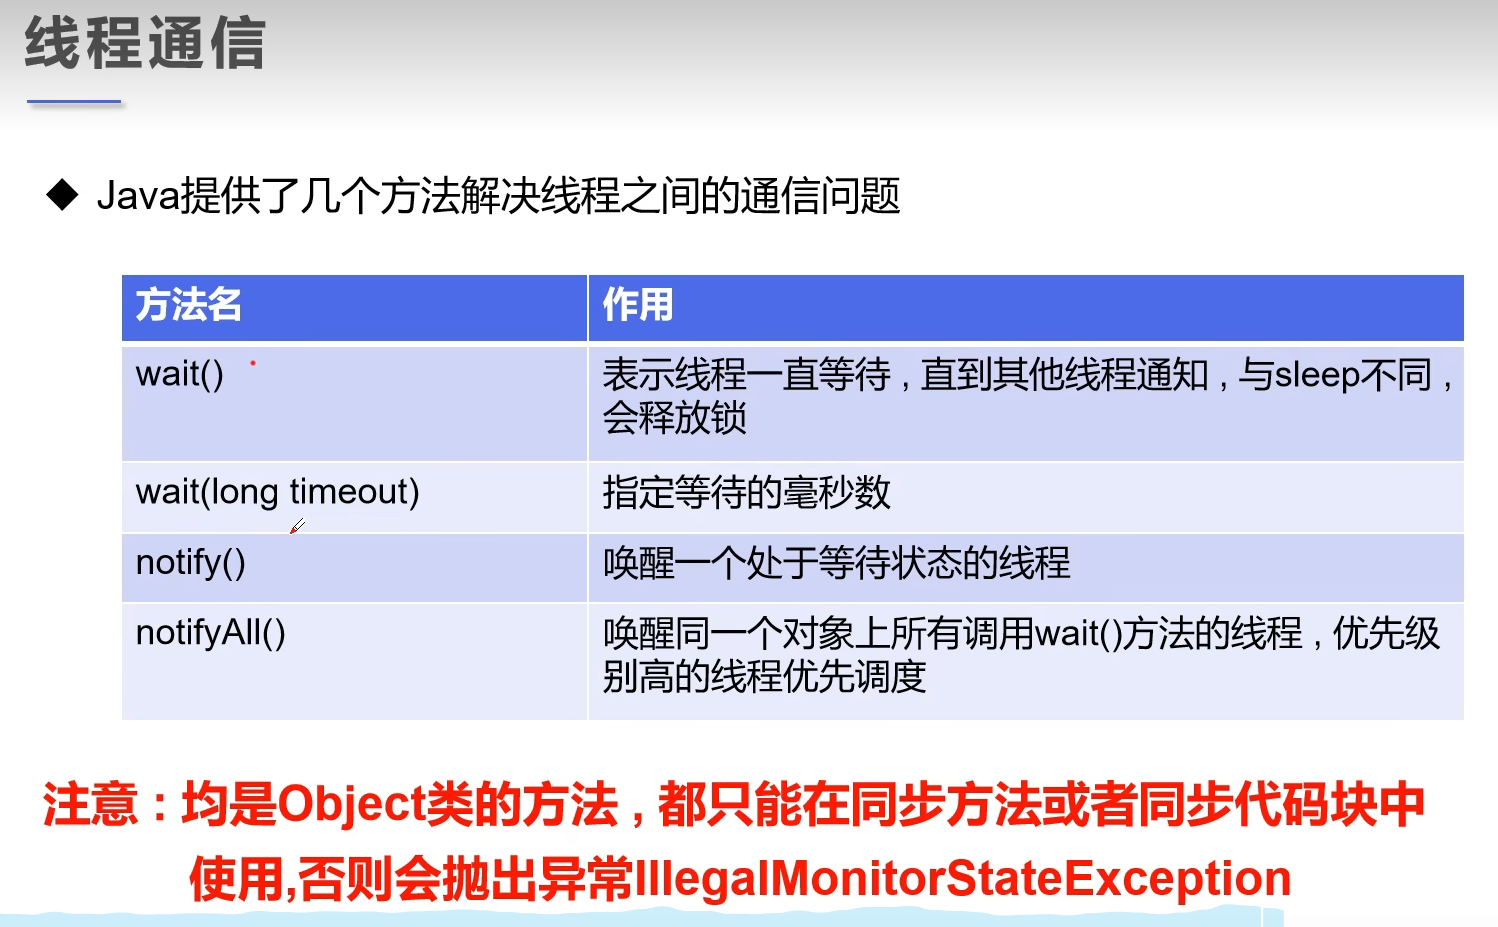 线程通信
◆ Java提供了几个方法解决线程之间的通信问题
方法名
作用
wait()
表示线程一直等待，直到其他线程通知，与sleep不同，
会释放锁
wait(long timeout)
指定等待的毫秒数
notify()
唤醒一个处于等待状态的线程
notifyAll()
唤醒同一个对象上所有调用wait()方法的线程，优先级
别高的线程优先调度
注意：均是Object类的方法，都只能在同步方法或者同步代码块中
使用,否则会抛出异常IllegalMonitorStateException